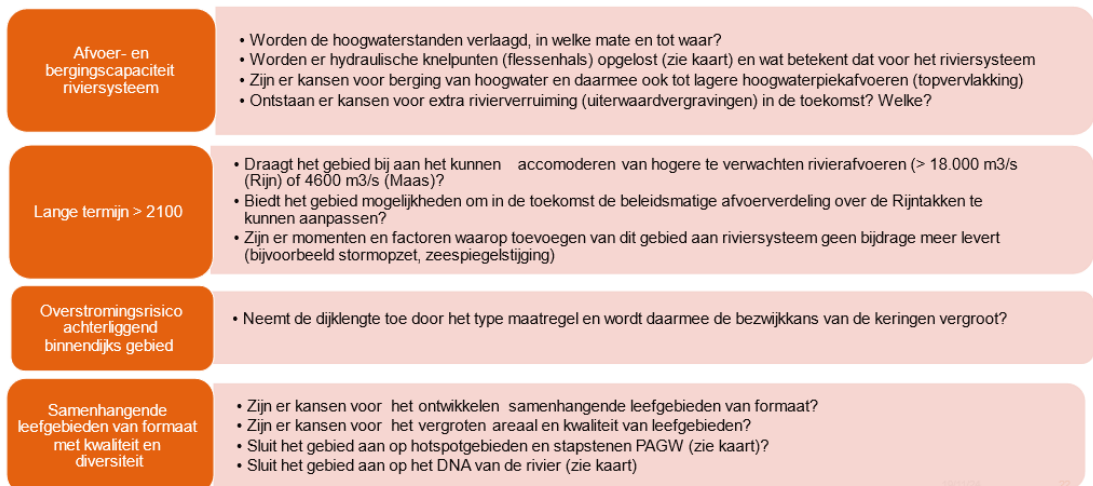 Afvoer- en
bergingscapaciteit
riviersysteem
• Worden de hoogwaterstanden verlaagd, in welke mate en tot waar?
• Worden er hydraulische knelpunten (flessenhals) opgelost (zie kaart) en wat betekent dat voor het riviersysteem
• Zijn er kansen voor berging van hoogwater en daarmee ook tot lagere hoogwaterpiekafvoeren (topvervlakking)
• Ontstaan er kansen voor extra rivierverruiming (uiterwaardvergravingen) in de toekomst? Welke?
Lange termijn > 2100
• Draagt het gebied bij aan het kunnen accomoderen van hogere te verwachten rivierafvoeren (> 18.000 m3/s
(Rijn) of 4600 m3/s (Maas)?
• Biedt het gebied mogelijkheden om in de toekomst de beleidsmatige afvoerverdeling over de Rijntakken te
kunnen aanpassen?
• Zijn er momenten en factoren waarop toevoegen van dit gebied aan riviersysteem geen bijdrage meer levert
(bijvoorbeeld stormopzet, zeespiegelstijging)
Overstromingsrisico
achterliggend
binnendijks gebied
• Neemt de dijklengte toe door het type maatregel en wordt daarmee de bezwijkkans van de keringen vergroot?
Samenhangende
leefgebieden van formaat
met kwaliteit en
diversiteit
• Zijn er kansen voor het ontwikkelen samenhangende leefgebieden van formaat?
• Zijn er kansen voor het vergroten areaal en kwaliteit van leefgebieden?
• Sluit het gebied aan op hotspotgebieden en stapstenen PAGW (zie kaart)?
• Sluit het gebied aan op het DNA van de rivier (zie kaart)